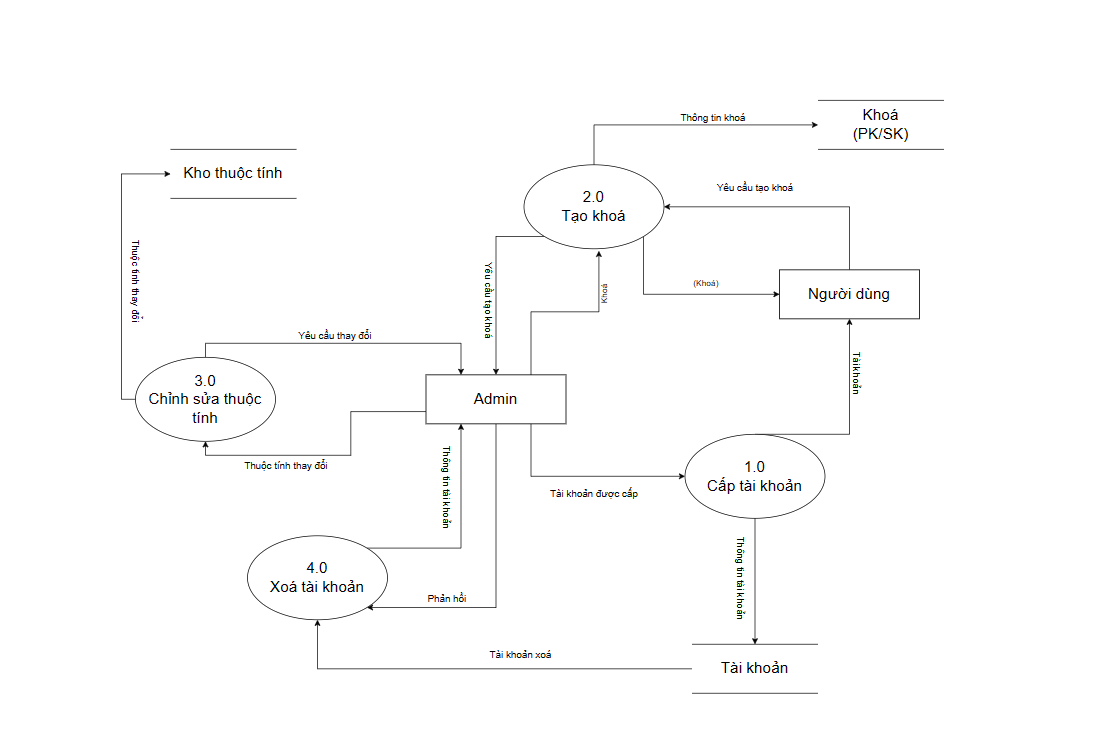 Thông tin khoá
Khoá
(PK/SK)
Kho thuộc tính
2.0
Tạo khoá
Yêu cầu tạo khoá
Thuộc tính thay đổi
Yêu cầu tạo khoá
Khoá
(Khoá)
Người dùng
Yêu cầu thay đổi
3.0
Chỉnh sửa thuộc
tính
Admin
Tài khoản
Thuộc tính thay đổi
Thông tin tài khoản
Tài khoản được cấp
1.0
Cấp tài khoản
4.0
Xoá tài khoản
Phản hồi
Thông tin tài khoản
Tài khoản xoá
Tài khoản